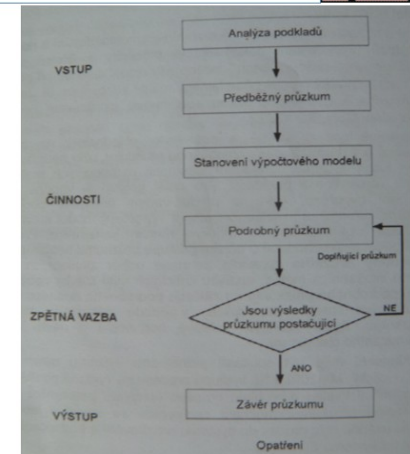 Analýza podkladů
VSTUP
Předběžný průzkum
Stanovení výpočtového modelu
ČINNOSTI
Podrobný průzkum
Doplňující průzkum
Jsou výsledky
průzkumu postačující
NE
ZPĚTNÁ VAZBA
ANO
Závěr průzkumu
VÝSTUP
Opatření